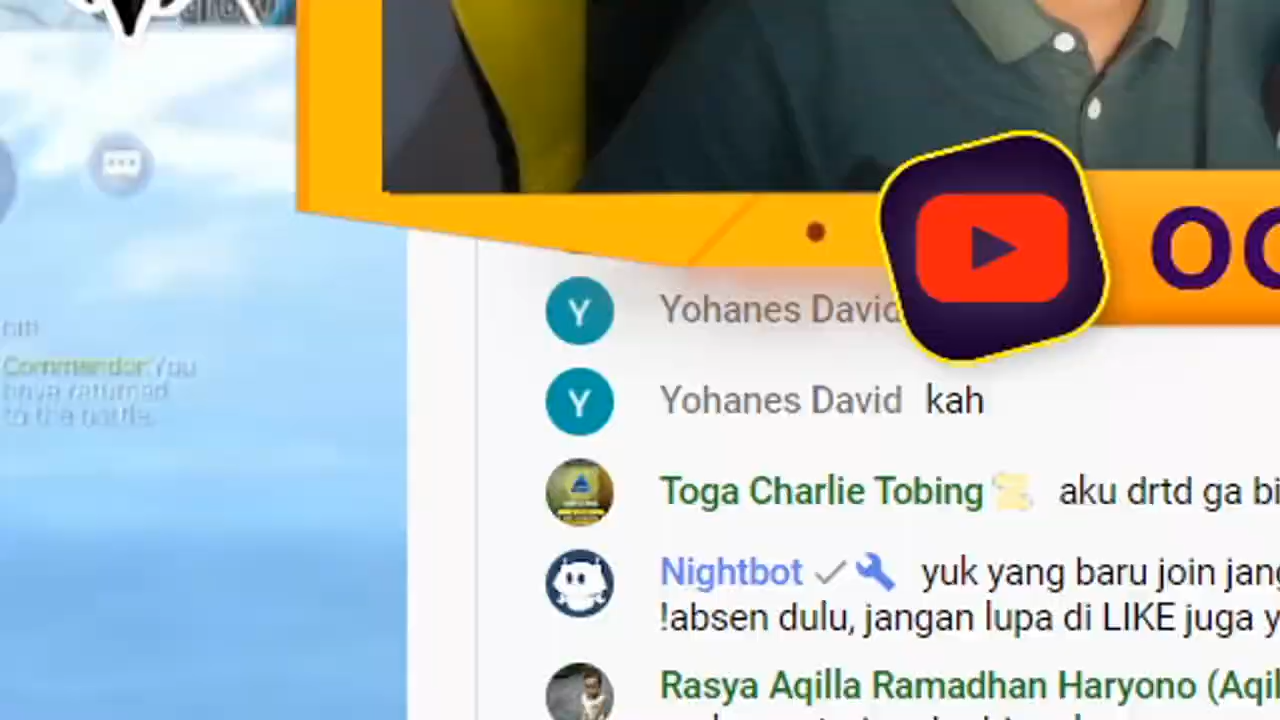 Commander You
have returned
to the battle.
OC
Y Yohanes David
Y Yohanes David kah
Toga Charlie Tobing aku drtd ga bi
Nightbot yuk yang baru join jang
!absen dulu, jangan lupa di LIKE juga y
Rasya Aqilla Ramadhan Haryono (Aqil